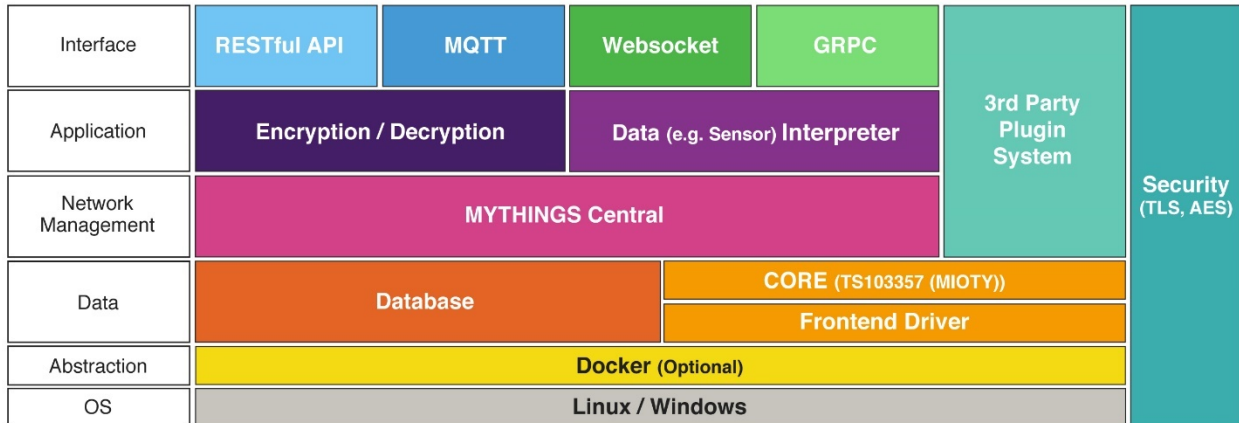 Interface
RESTful API
MQTT
Websocket
GRPC
3rd Party
Plugin
System
Security
(TLS, AES)
Application
Encryption / Decryption
Data (e.g. Sensor) Interpreter
Network
Management
MYTHINGS Central
Data
Database
CORE (TS103357 (MIOTY))
Frontend Driver
Abstraction
Docker (Optional)
OS
Linux / Windows